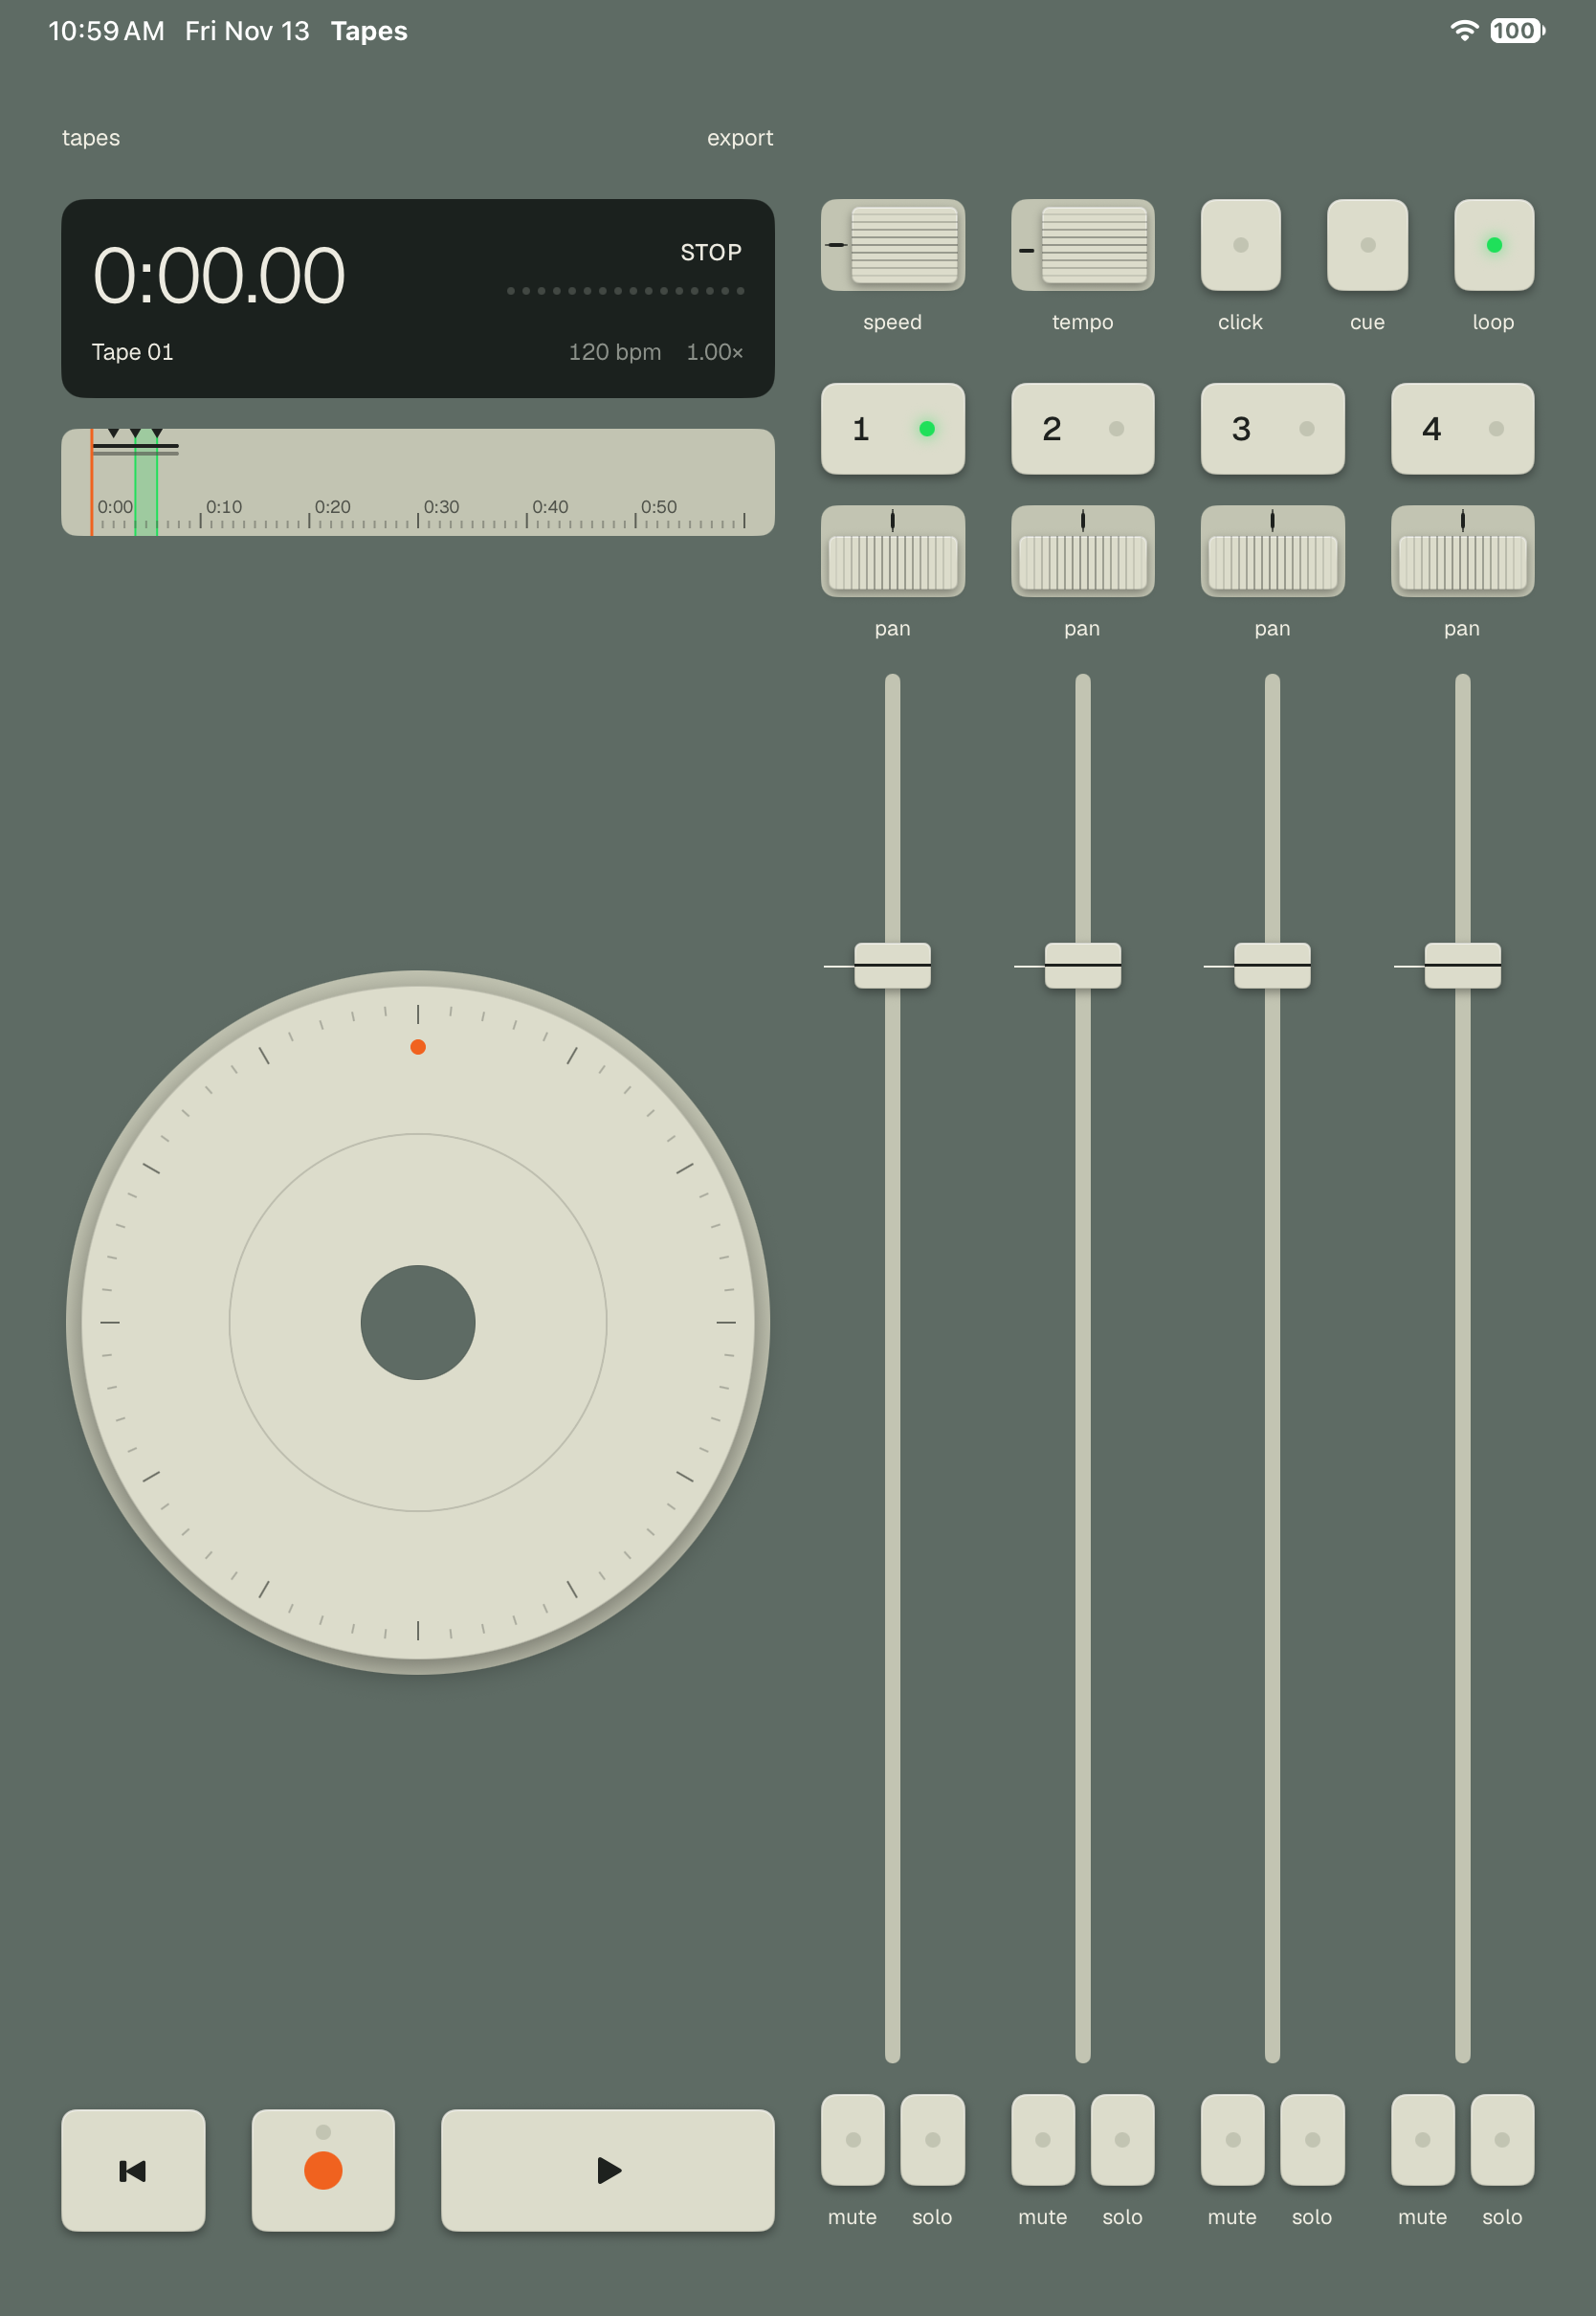 10:59 AM Fri Nov 13 Tapes 100
tapes export
0:00.00 STOP
Tape 01 120 bpm 1.00×
speed tempo click cue loop
1 2 3 4
0:00 0:10 0:20 0:30 0:40 0:50
pan pan pan pan
mute solo mute solo mute solo mute solo